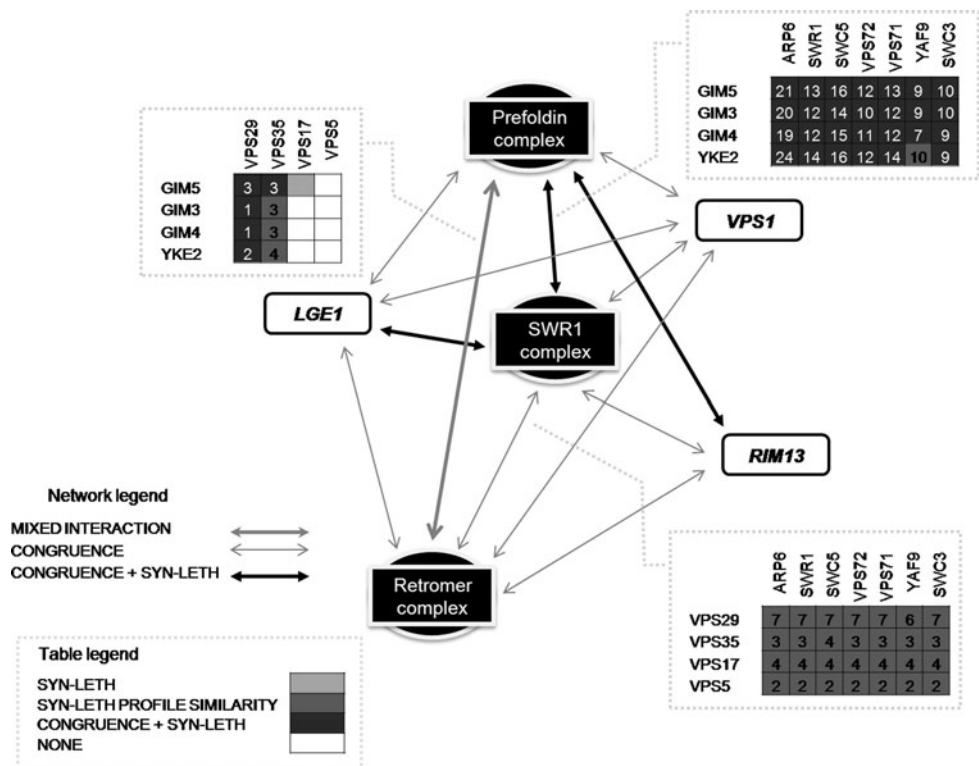 ARP6 SWR1 SWC5 VPS72 VPS71 YAF9 SWC3
GIM5 21 13 16 12 13 9 10
GIM3 20 12 14 10 12 9 10
GIM4 19 12 15 11 12 7 9
YKE2 24 14 16 12 14 10 9
VPS29 VPS35 VPS17 VPS5
GIM5 3 3
GIM3 1 3
GIM4 1 3
YKE2 2 4
Prefoldin
complex
VPS1
LGE1
SWR1
complex
RIM13
Retromer
complex
Network legend
MIXED INTERACTION
CONGRUENCE
CONGRUENCE + SYN-LETH
Table legend
SYN-LETH
SYN-LETH PROFILE SIMILARITY
CONGRUENCE + SYN-LETH
NONE
ARP6 SWR1 SWC5 VPS72 VPS71 YAF9 SWC3
VPS29 7 7 7 7 7 6 7
VPS35 3 3 4 3 3 3 3
VPS17 4 4 4 4 4 4 4
VPS5 2 2 2 2 2 2 2